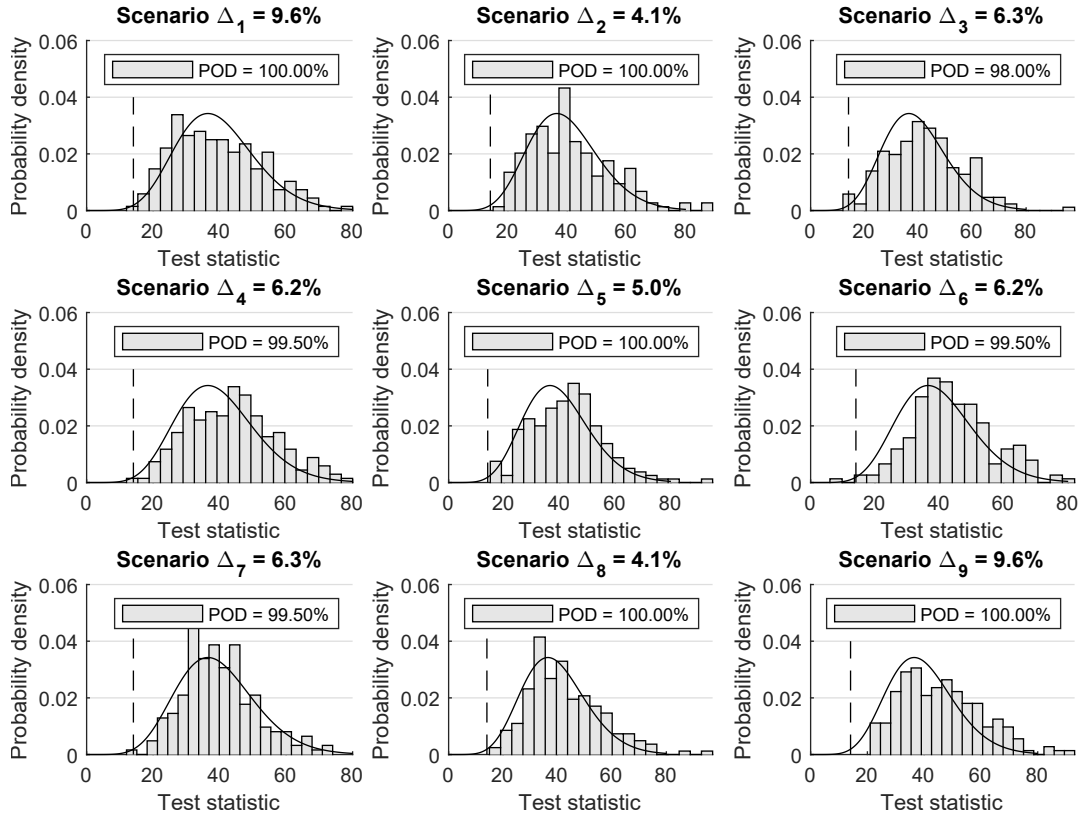 Scenario Δ1 = 9.6%
Probability density
0.06
0.04
0.02
0
POD = 100.00%
0 20 40 60 80
Test statistic
Scenario Δ2 = 4.1%
Probability density
0.06
0.04
0.02
0
POD = 100.00%
0 20 40 60 80
Test statistic
Scenario Δ3 = 6.3%
Probability density
0.06
0.04
0.02
0
POD = 98.00%
0 20 40 60 80
Test statistic
Scenario Δ4 = 6.2%
Probability density
0.06
0.04
0.02
0
POD = 99.50%
0 20 40 60 80
Test statistic
Scenario Δ5 = 5.0%
Probability density
0.06
0.04
0.02
0
POD = 100.00%
0 20 40 60 80
Test statistic
Scenario Δ6 = 6.2%
Probability density
0.06
0.04
0.02
0
POD = 99.50%
0 20 40 60 80
Test statistic
Scenario Δ7 = 6.3%
Probability density
0.06
0.04
0.02
0
POD = 99.50%
0 20 40 60 80
Test statistic
Scenario Δ8 = 4.1%
Probability density
0.06
0.04
0.02
0
POD = 100.00%
0 20 40 60 80
Test statistic
Scenario Δ9 = 9.6%
Probability density
0.06
0.04
0.02
0
POD = 100.00%
0 20 40 60 80
Test statistic